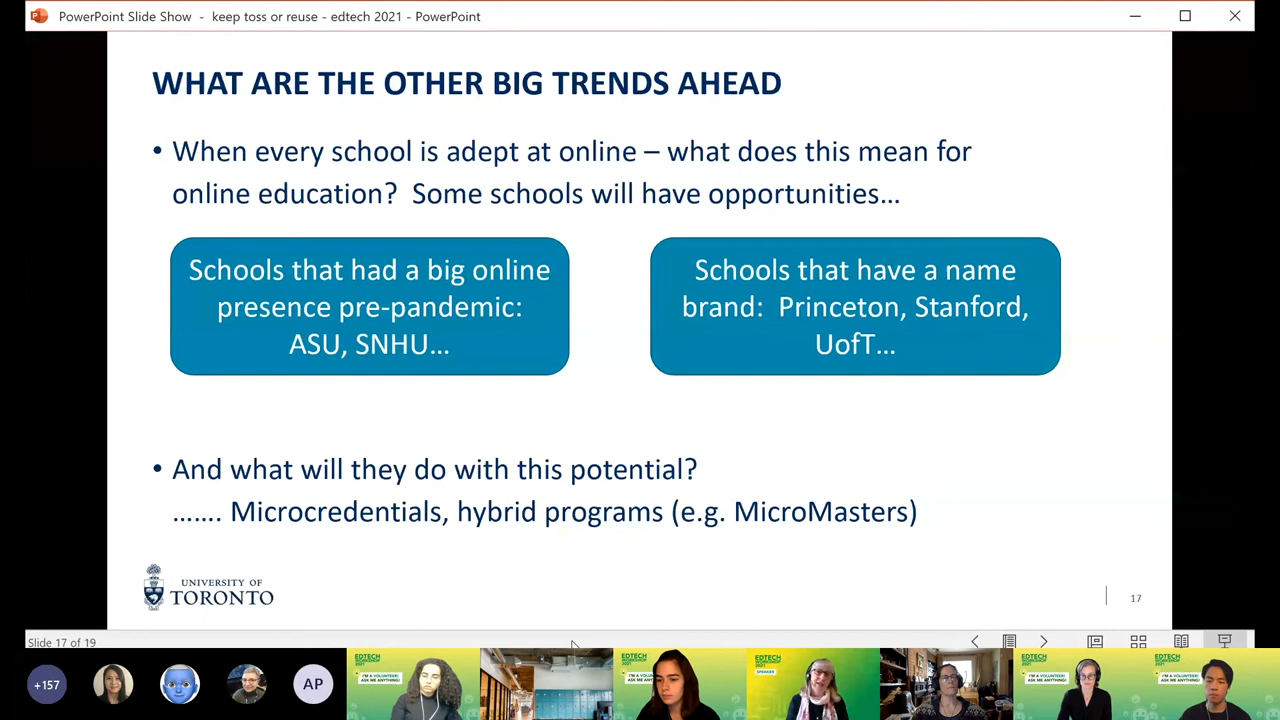 PowerPoint Slide Show - keep toss or reuse - edtech 2021 - PowerPoint
WHAT ARE THE OTHER BIG TRENDS AHEAD
• When every school is adept at online – what does this mean for
online education? Some schools will have opportunities…
Schools that had a big online
presence pre-pandemic:
ASU, SNHU…
Schools that have a name
brand: Princeton, Stanford,
UofT…
• And what will they do with this potential?
……. Microcredentials, hybrid programs (e.g. MicroMasters)
UNIVERSITY OF
TORONTO
17
Slide 17 of 19
+157
AP
EDTECH
WORKSHOP
2021
I'M A VOLUNTEER!
ASK ME ANYTHING!
EDTECH
WORKSHOP
2021
EDTECH
WORKSHOP
2021
SPEAKER
EDTECH
WORKSHOP
2021
I'M A VOLUNTEER!
ASK ME ANYTHING!
EDTECH
WORKSHOP
2021
I'M A VOLUNTEER!
ASK ME ANYTHING!